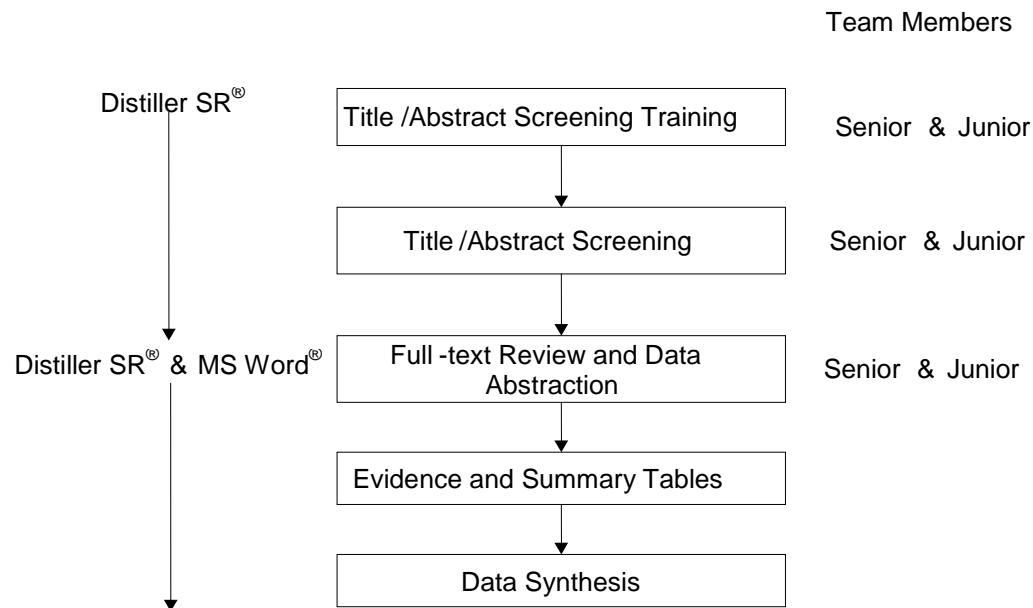 Team Members
Distiller SR®
Title /Abstract Screening Training
Senior & Junior
Title /Abstract Screening
Senior & Junior
Distiller SR® & MS Word®
Full -text Review and Data
Abstraction
Senior & Junior
Evidence and Summary Tables
Data Synthesis